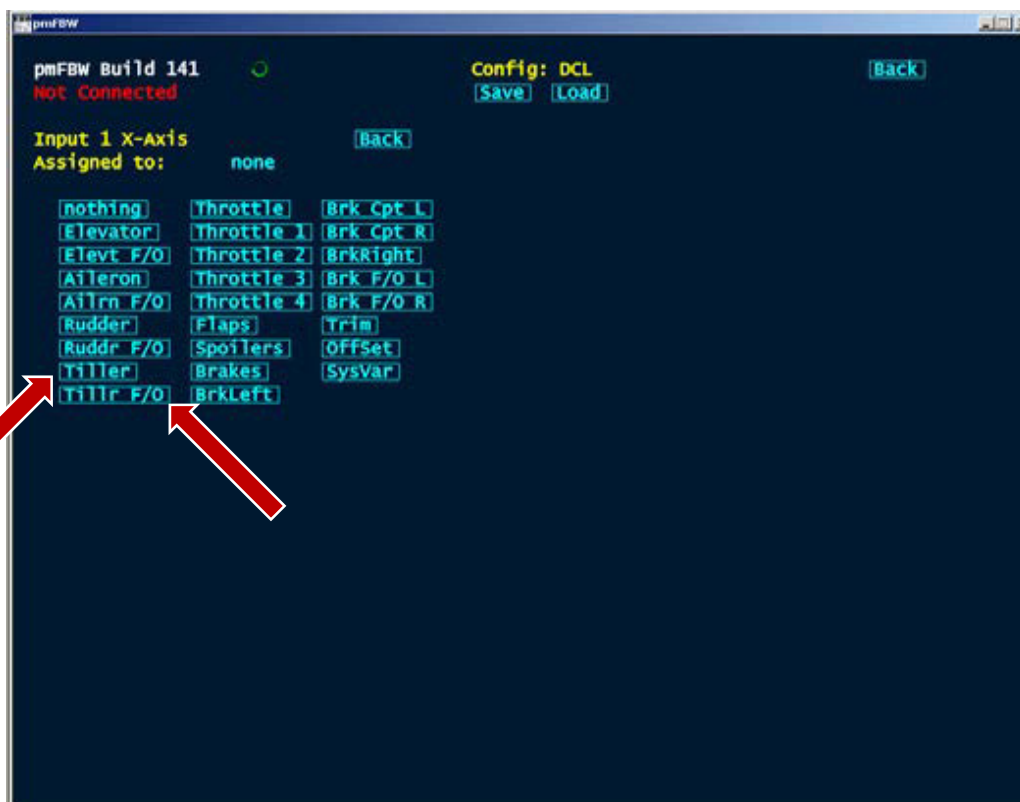 pmFBW
pmFBW Build 141 Config: DCL [Back]
Not Connected [Save] [Load]
Input 1 X-Axis [Back]
Assigned to: none
[nothing] [Throttle] [Brk Cpt L]
[Elevator] [Throttle 1] [Brk Cpt R]
[Elevt F/O] [Throttle 2] [BrkRight]
[Aileron] [Throttle 3] [Brk F/O L]
[Ailrn F/O] [Throttle 4] [Brk F/O R]
[Rudder] [Flaps] [Trim]
[Ruddr F/O] [Spoilers] [OffSet]
[Tiller] [Brakes] [SysVar]
[Tillr F/O] [BrkLeft]